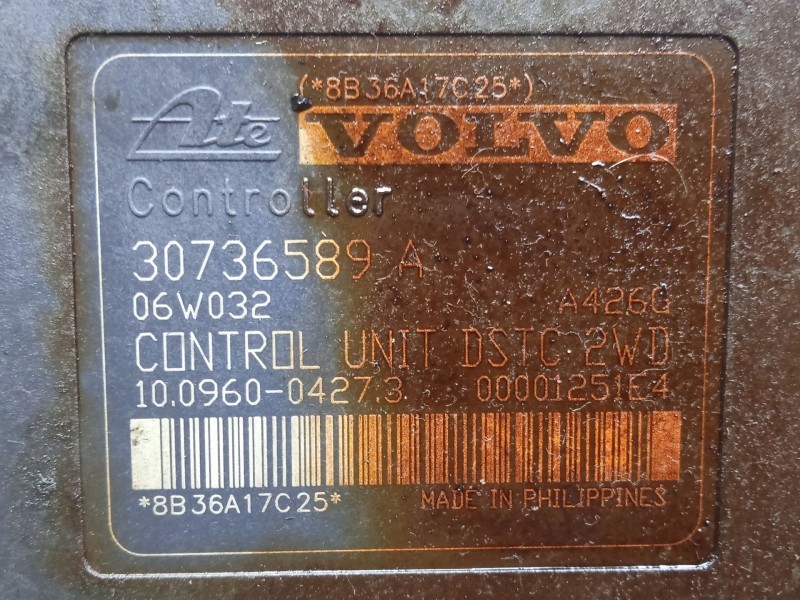 (*8B36A17C25*)
Ate VOLVO
Controller
30736589 A
06W032 A426G
CONTROL UNIT DSTC 2WD
10.0960-0427.3 00001251E4
*8B36A17C25* MADE IN PHILIPPINES